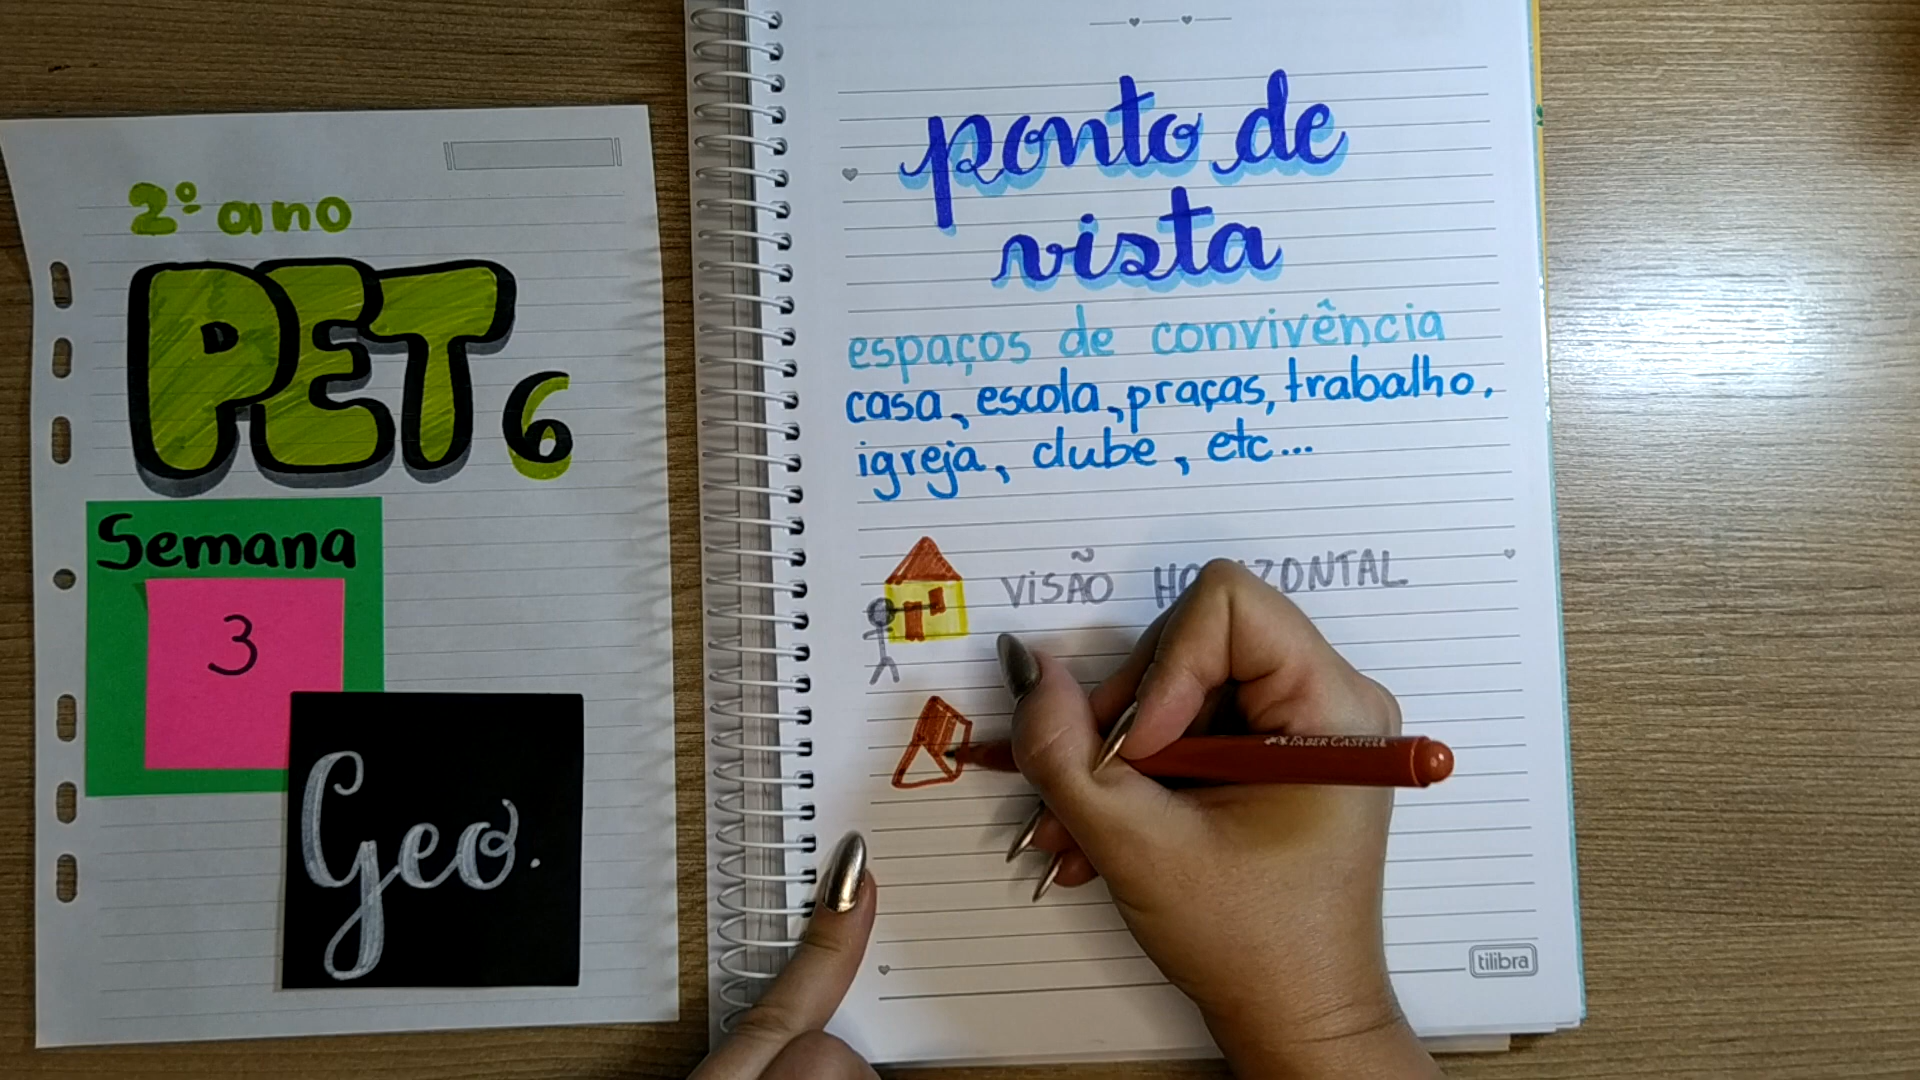 2º ano
PET 6
Semana
3
Geo.
ponto de
vista
espaços de convivência
casa, escola, praças, trabalho,
igreja, clube, etc...
VISÃO
FABER CASTELL
tilibra